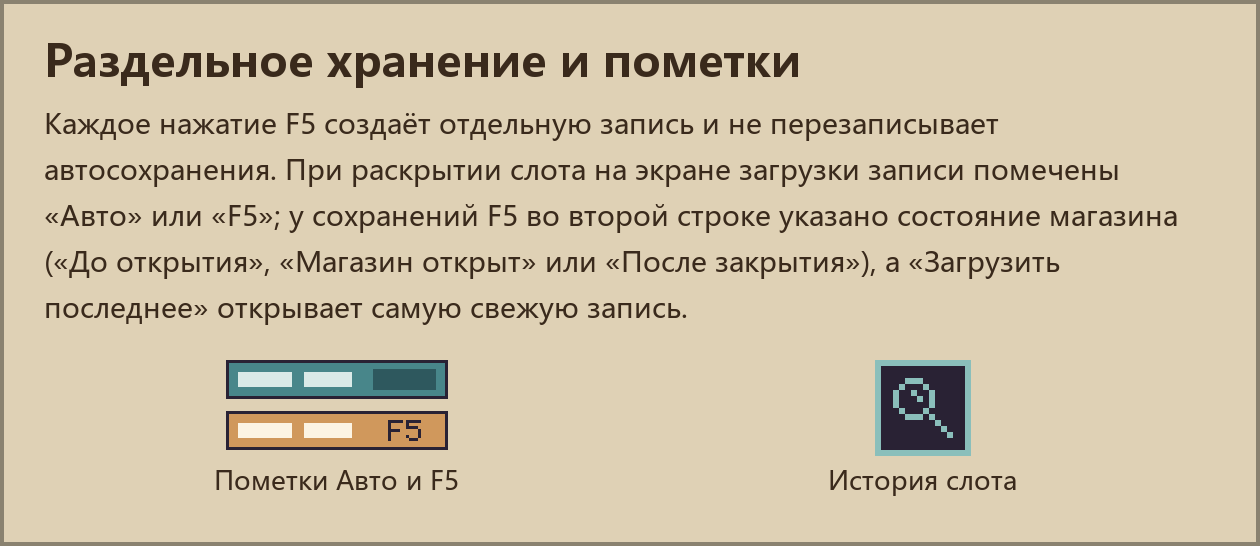 Раздельное хранение и пометки
Каждое нажатие F5 создаёт отдельную запись и не перезаписывает
автосохранения. При раскрытии слота на экране загрузки записи помечены
«Авто» или «F5»; у сохранений F5 во второй строке указано состояние магазина
(«До открытия», «Магазин открыт» или «После закрытия»), а «Загрузить
последнее» открывает самую свежую запись.
F5
Пометки Авто и F5
История слота